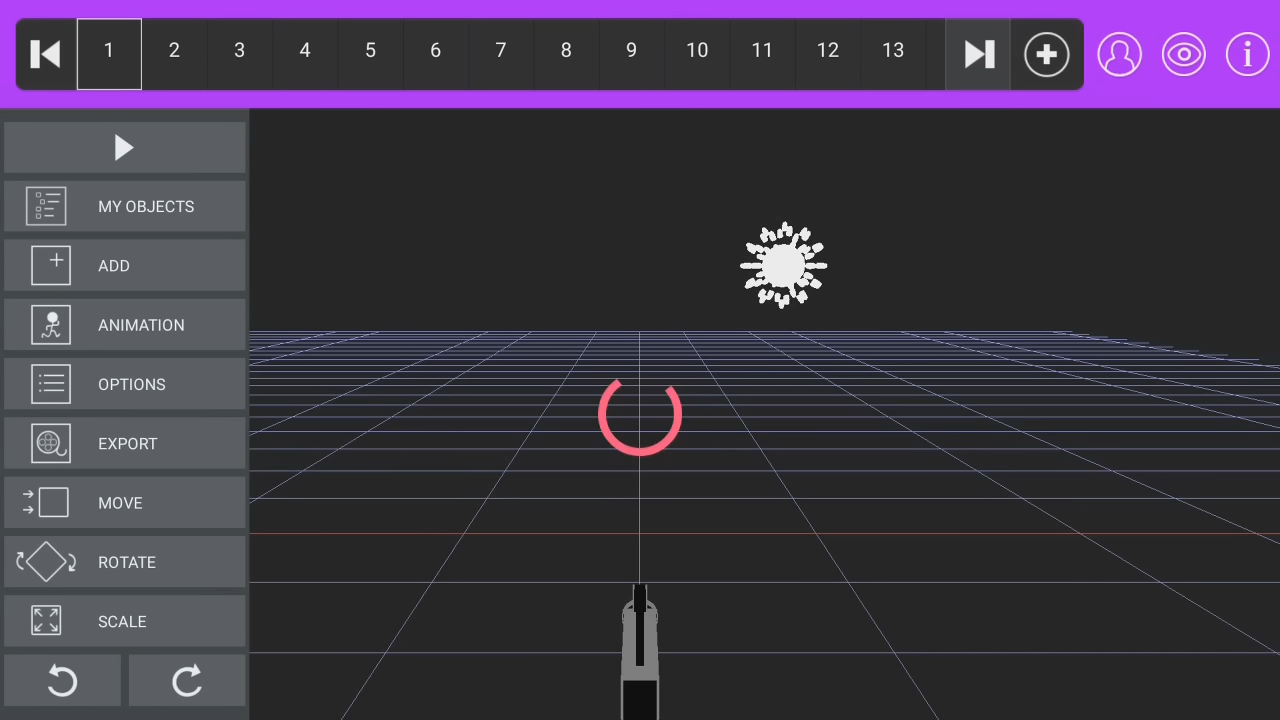 1 2 3 4 5 6 7 8 9 10 11 12 13
MY OBJECTS
ADD
ANIMATION
OPTIONS
EXPORT
MOVE
ROTATE
SCALE